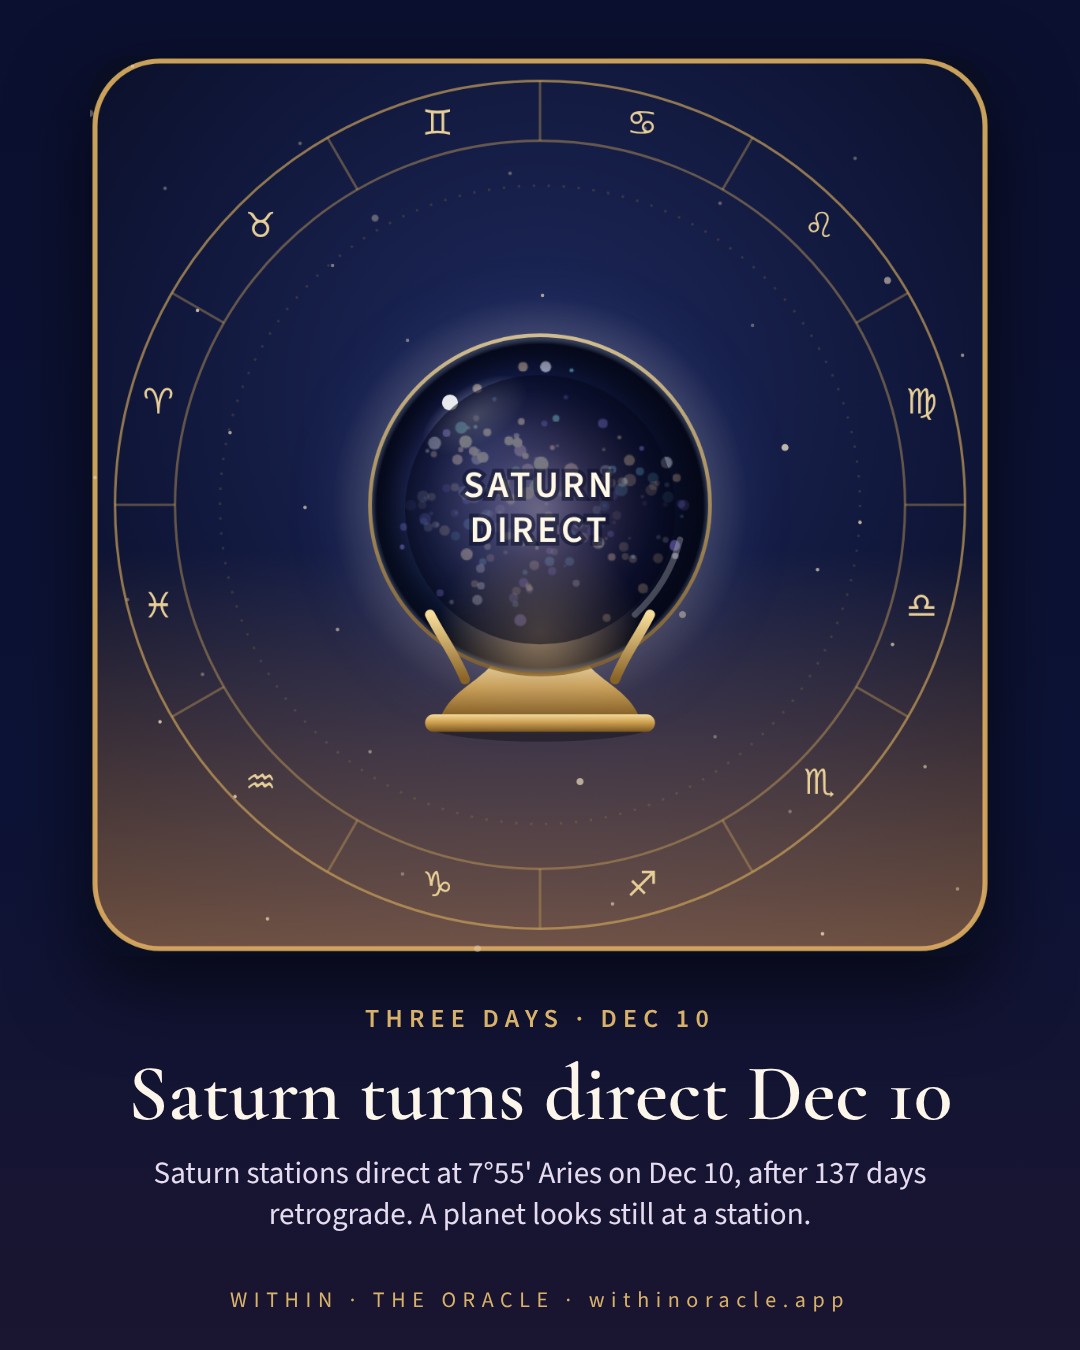 ♊ ♋
♉ ♌
♈ ♍
SATURN
DIRECT
♓ ♎
♒ ♏
♑ ♐
THREE DAYS · DEC 10
Saturn turns direct Dec 10
Saturn stations direct at 7°55' Aries on Dec 10, after 137 days
retrograde. A planet looks still at a station.
WITHIN · THE ORACLE · withinoracle.app